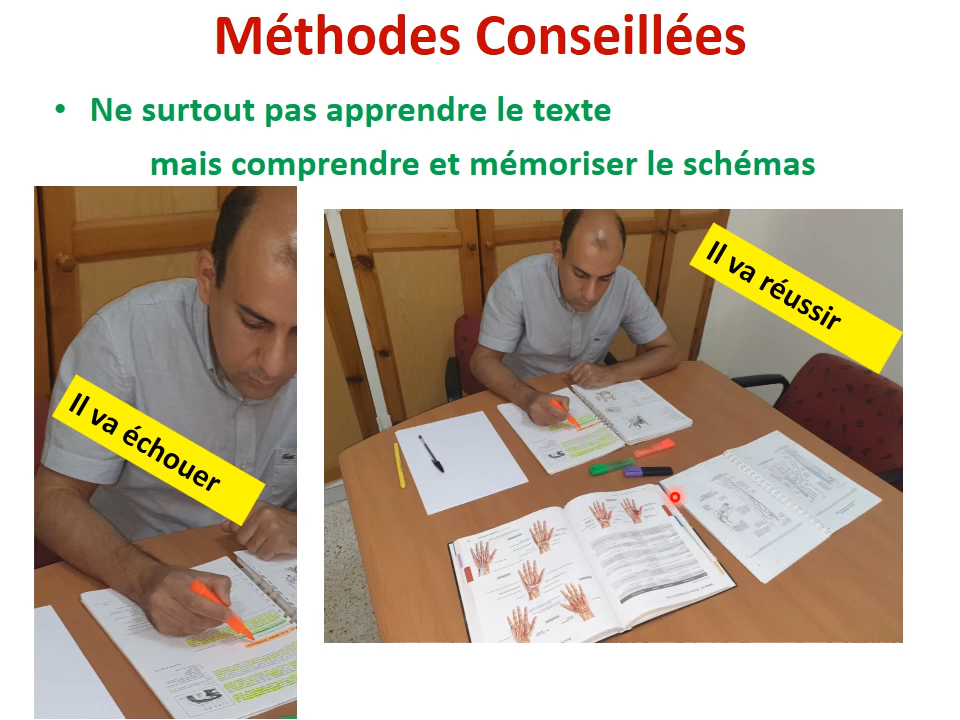 Méthodes Conseillées
• Ne surtout pas apprendre le texte
mais comprendre et mémoriser le schémas
Il va échouer
Il va réussir